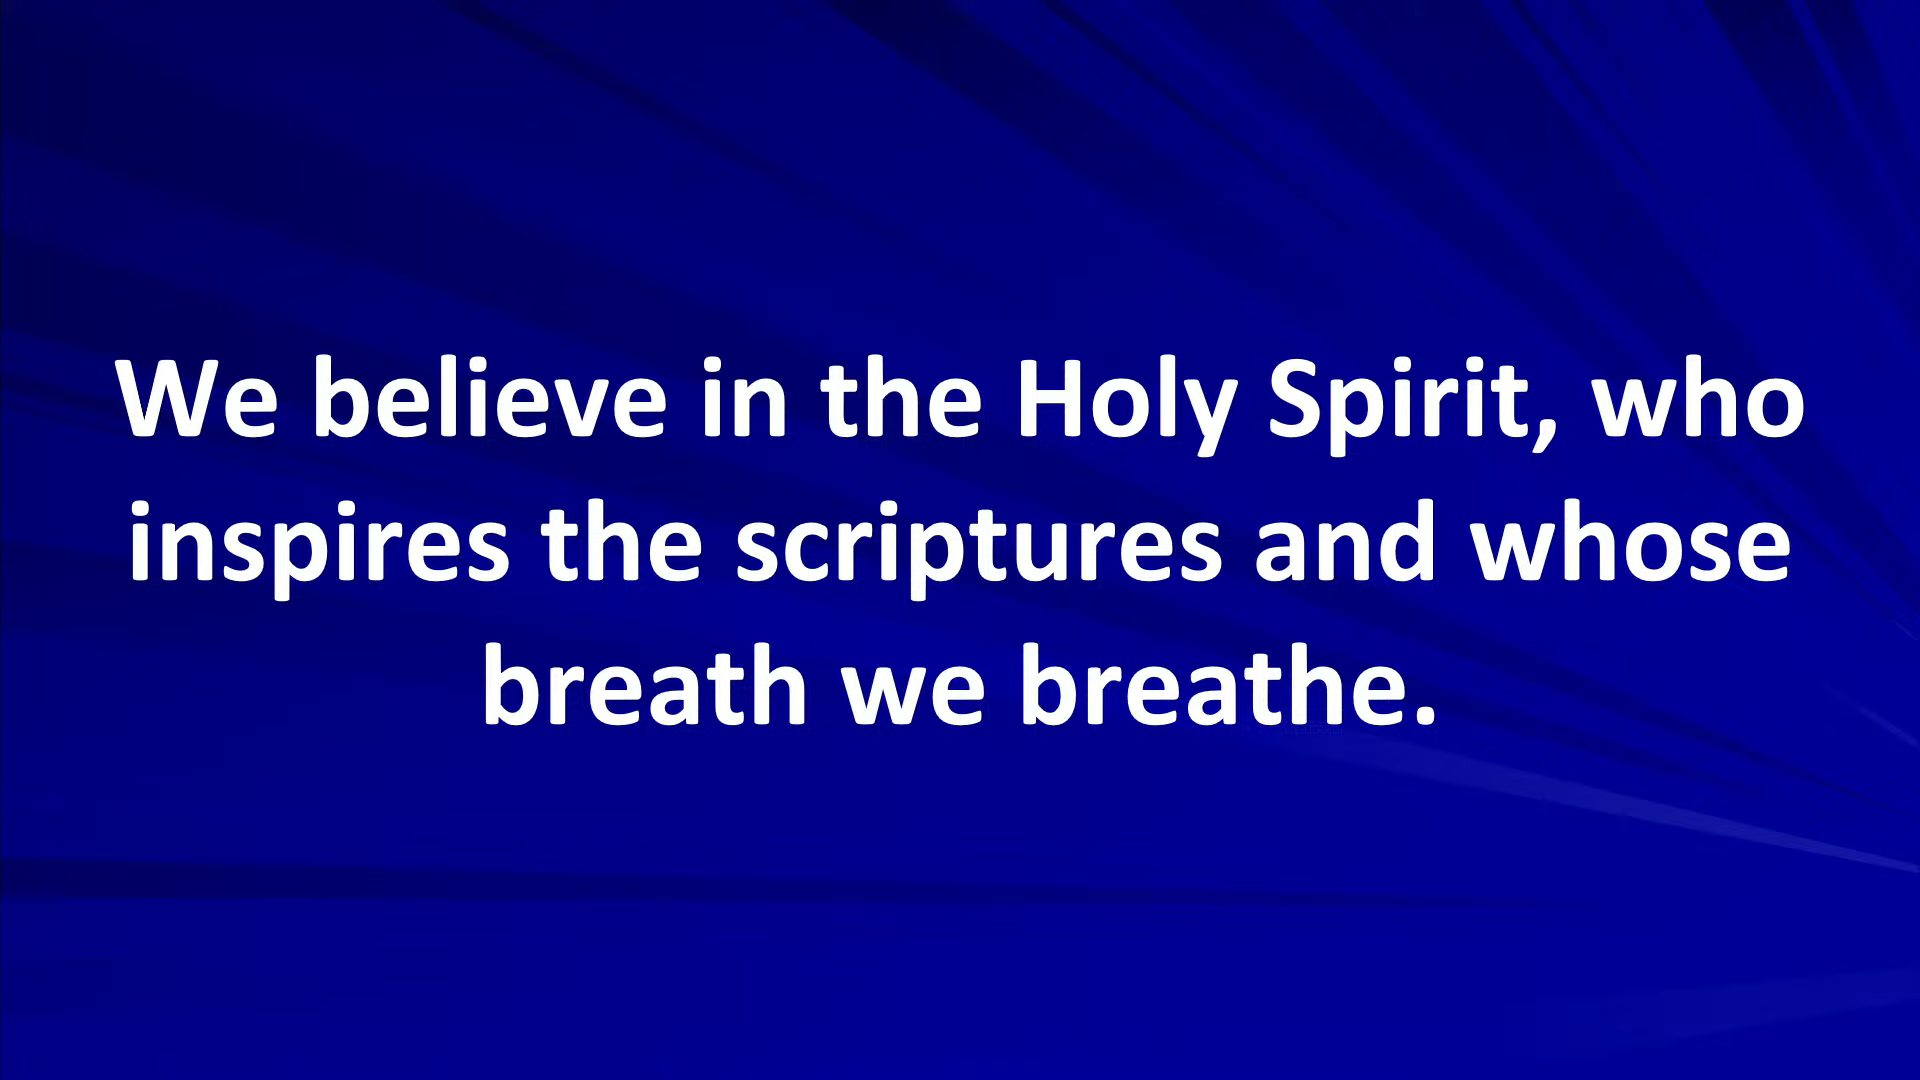 We believe in the Holy Spirit, who
inspires the scriptures and whose
breath we breathe.